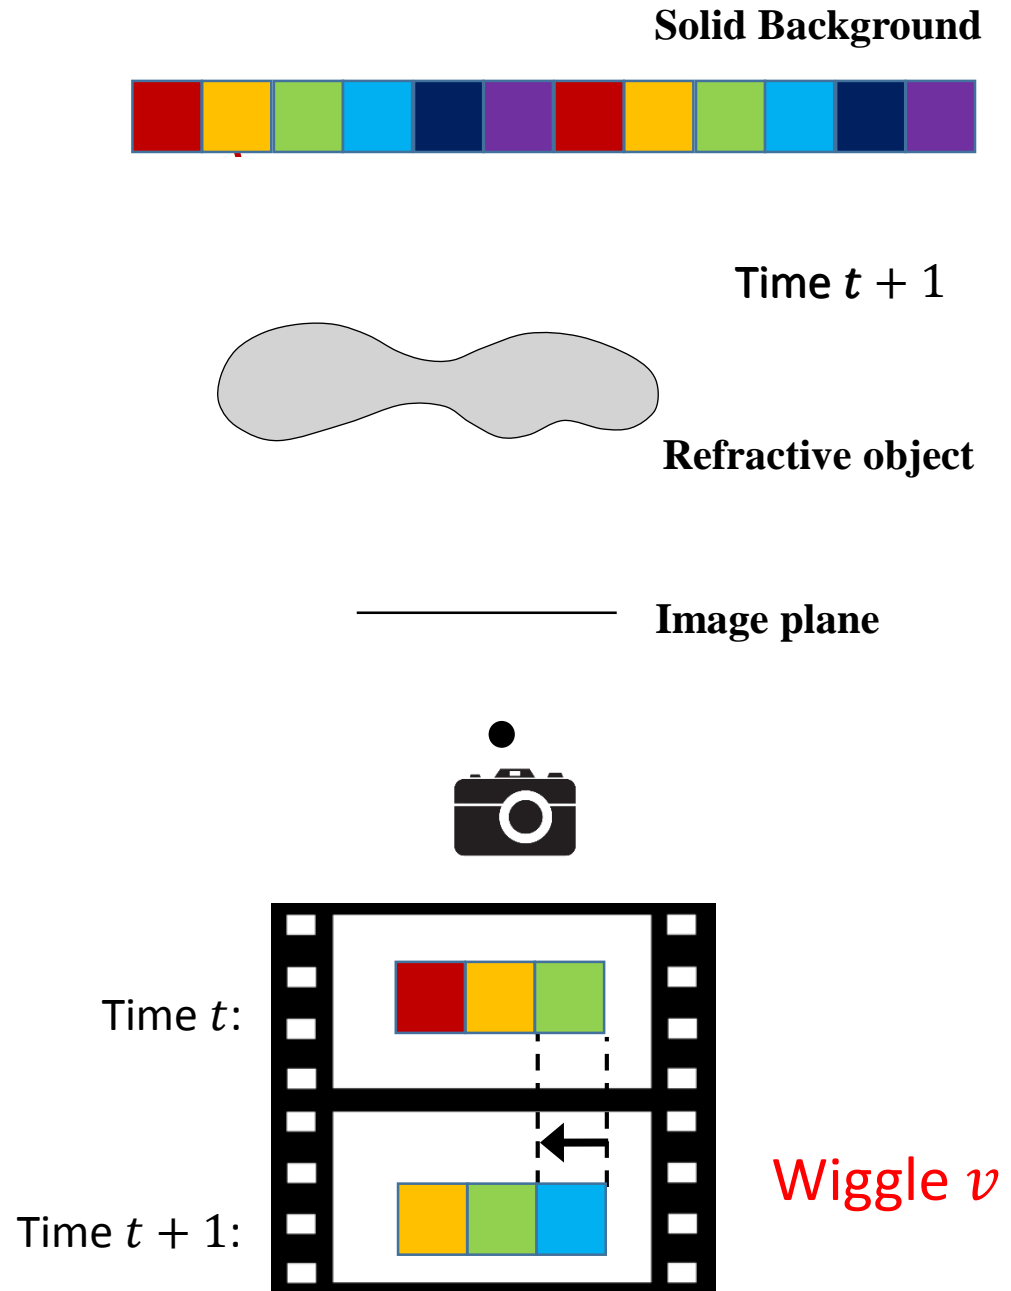 Solid Background
Time t + 1
Refractive object
Image plane
Time t:
Wiggle v
Time t + 1: